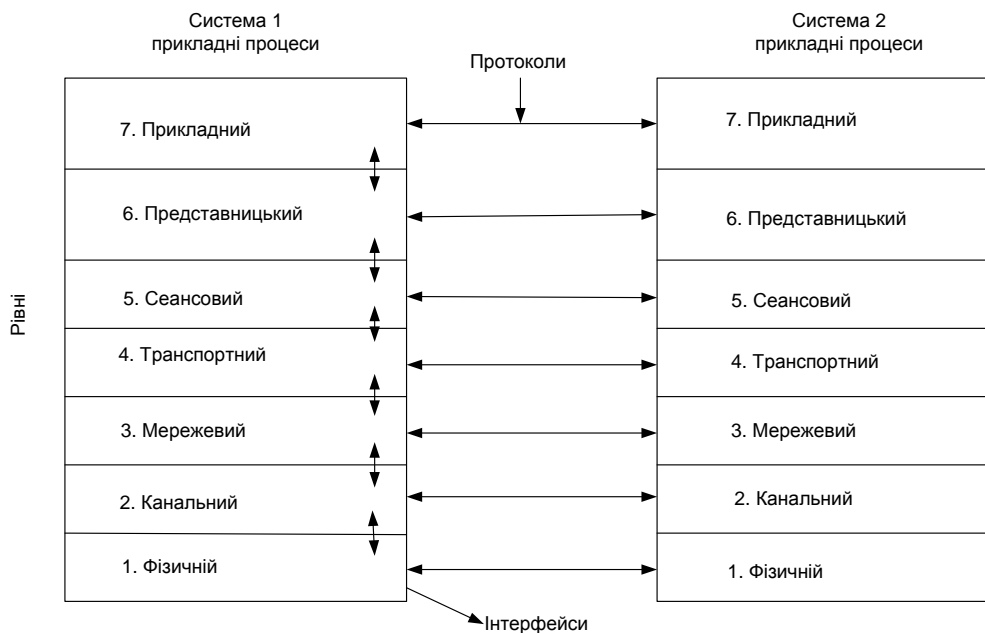 Система 1
прикладні процеси
Система 2
прикладні процеси
Протоколи
7. Прикладний
7. Прикладний
6. Представницький
6. Представницький
5. Сеансовий
5. Сеансовий
Рівні
4. Транспортний
4. Транспортний
3. Мережевий
3. Мережевий
2. Канальний
2. Канальний
1. Фізичній
1. Фізичний
Інтерфейси